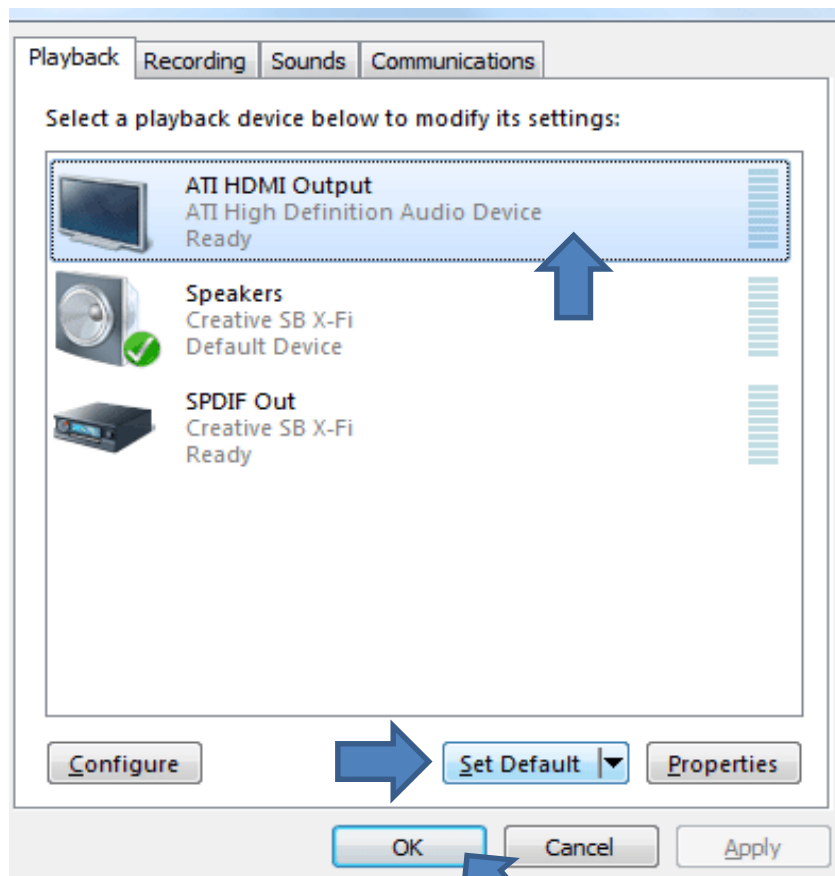 Playback Recording Sounds Communications
Select a playback device below to modify its settings:
ATI HDMI Output
ATI High Definition Audio Device
Ready
Speakers
Creative SB X-Fi
Default Device
SPDIF Out
Creative SB X-Fi
Ready
Configure Set Default Properties
OK Cancel Apply